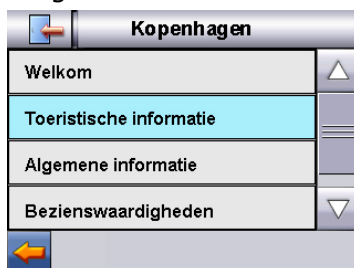 Kopenhagen
Welkom
Toeristische informatie
Algemene informatie
Bezienswaardigheden